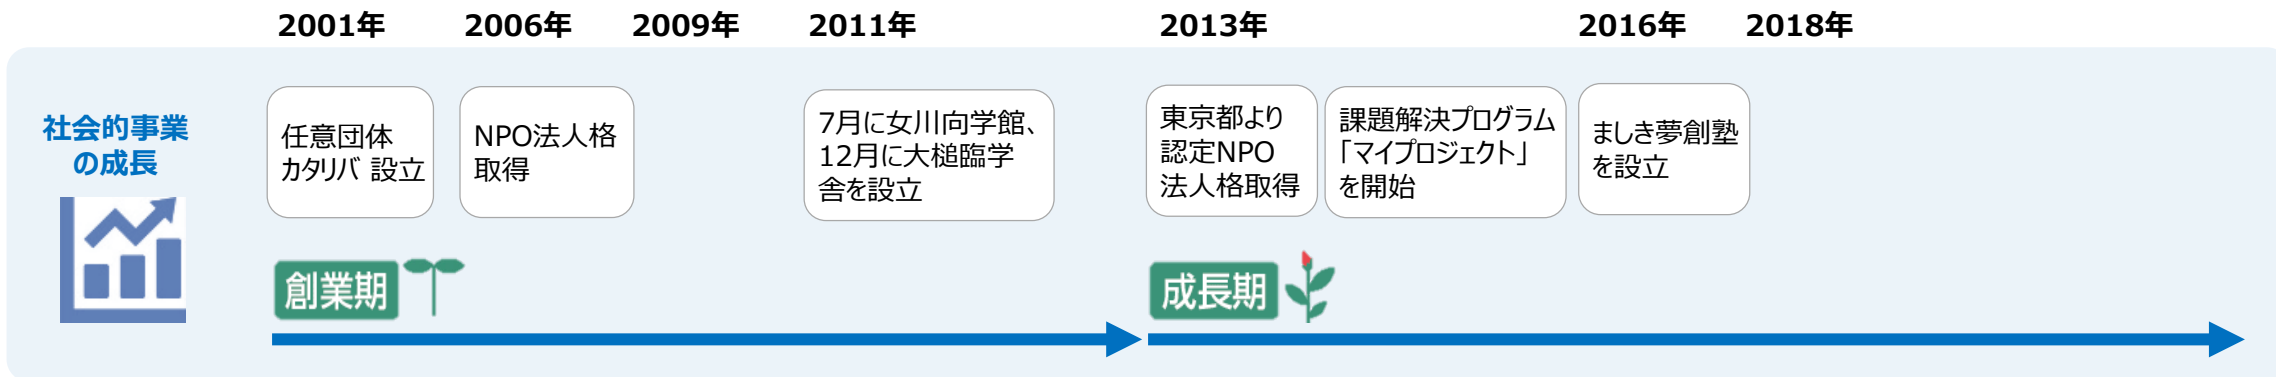 2001年 2006年 2009年 2011年 2013年 2016年 2018年
社会的事業
の成長
任意団体
カタリバ 設立
NPO法人格
取得
7月に女川向学館、
12月に大槌臨学
舎を設立
東京都より
認定NPO
法人格取得
課題解決プログラム
「マイプロジェクト」
を開始
ましき夢創塾
を設立
創業期
成長期